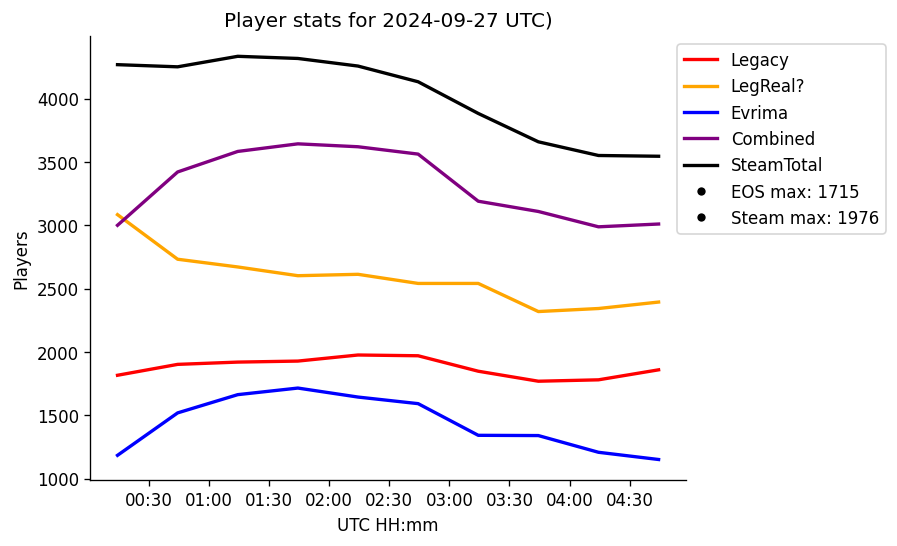 Player stats for 2024-09-27 UTC)
Players
4000
3500
3000
2500
2000
1500
1000
00:30 01:00 01:30 02:00 02:30 03:00 03:30 04:00 04:30
UTC HH:mm
Legacy
LegReal?
Evrima
Combined
SteamTotal
EOS max: 1715
Steam max: 1976